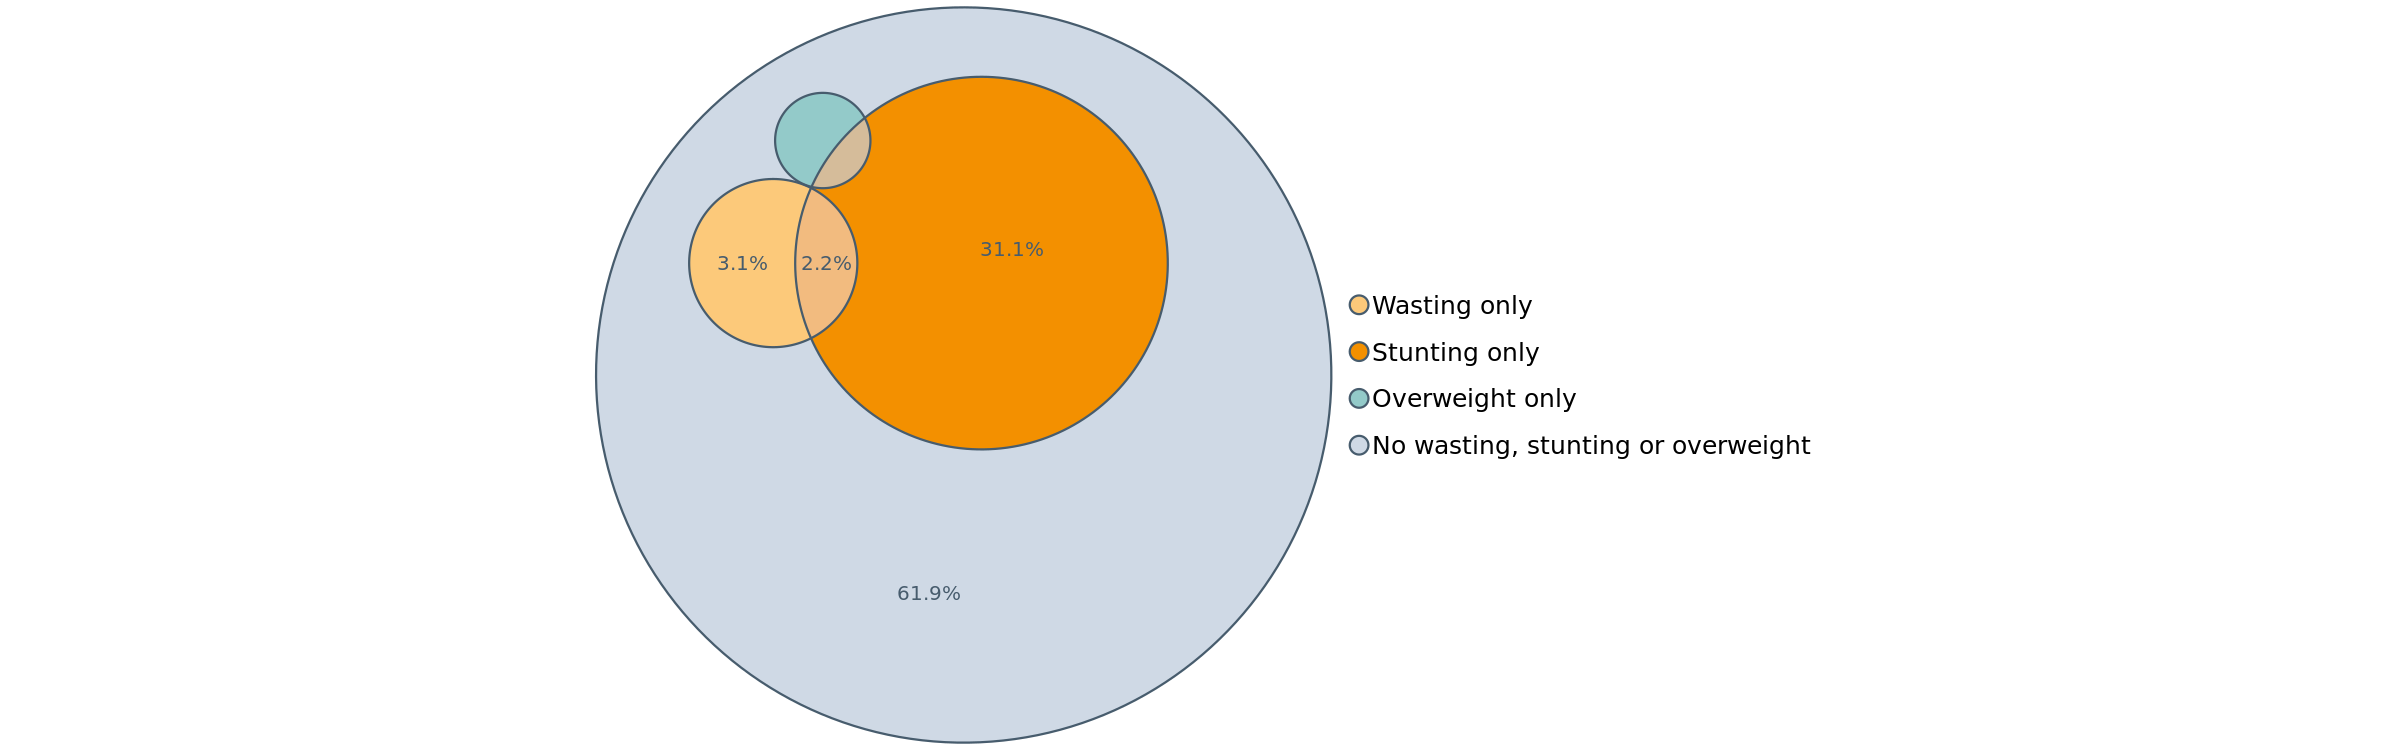 31.1%
3.1%
2.2%
61.9%
Wasting only
Stunting only
Overweight only
No wasting, stunting or overweight